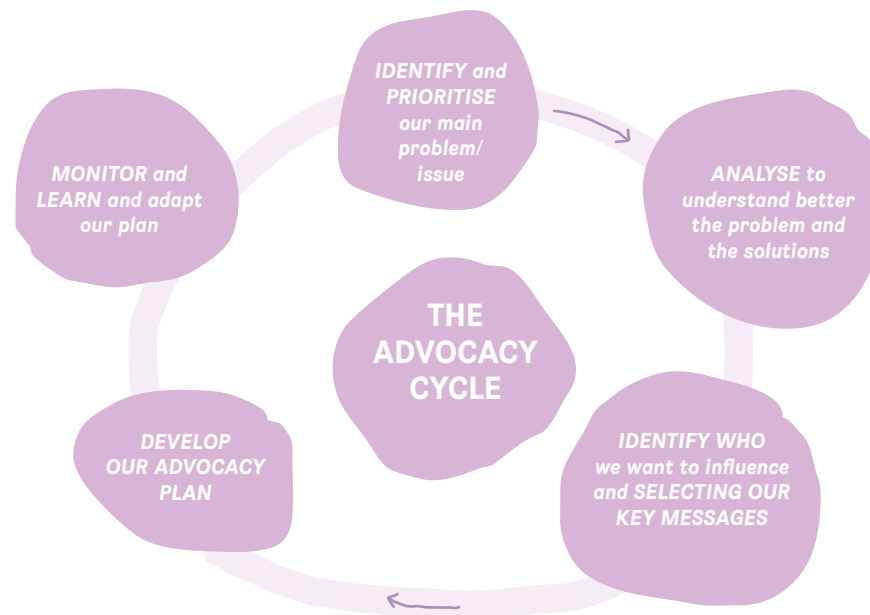 IDENTIFY and
PRIORITISE
our main
problem/
issue
ANALYSE to
understand better
the problem and
the solutions
IDENTIFY WHO
we want to influence
and SELECTING OUR
KEY MESSAGES
DEVELOP
OUR ADVOCACY
PLAN
MONITOR and
LEARN and adapt
our plan
THE
ADVOCACY
CYCLE